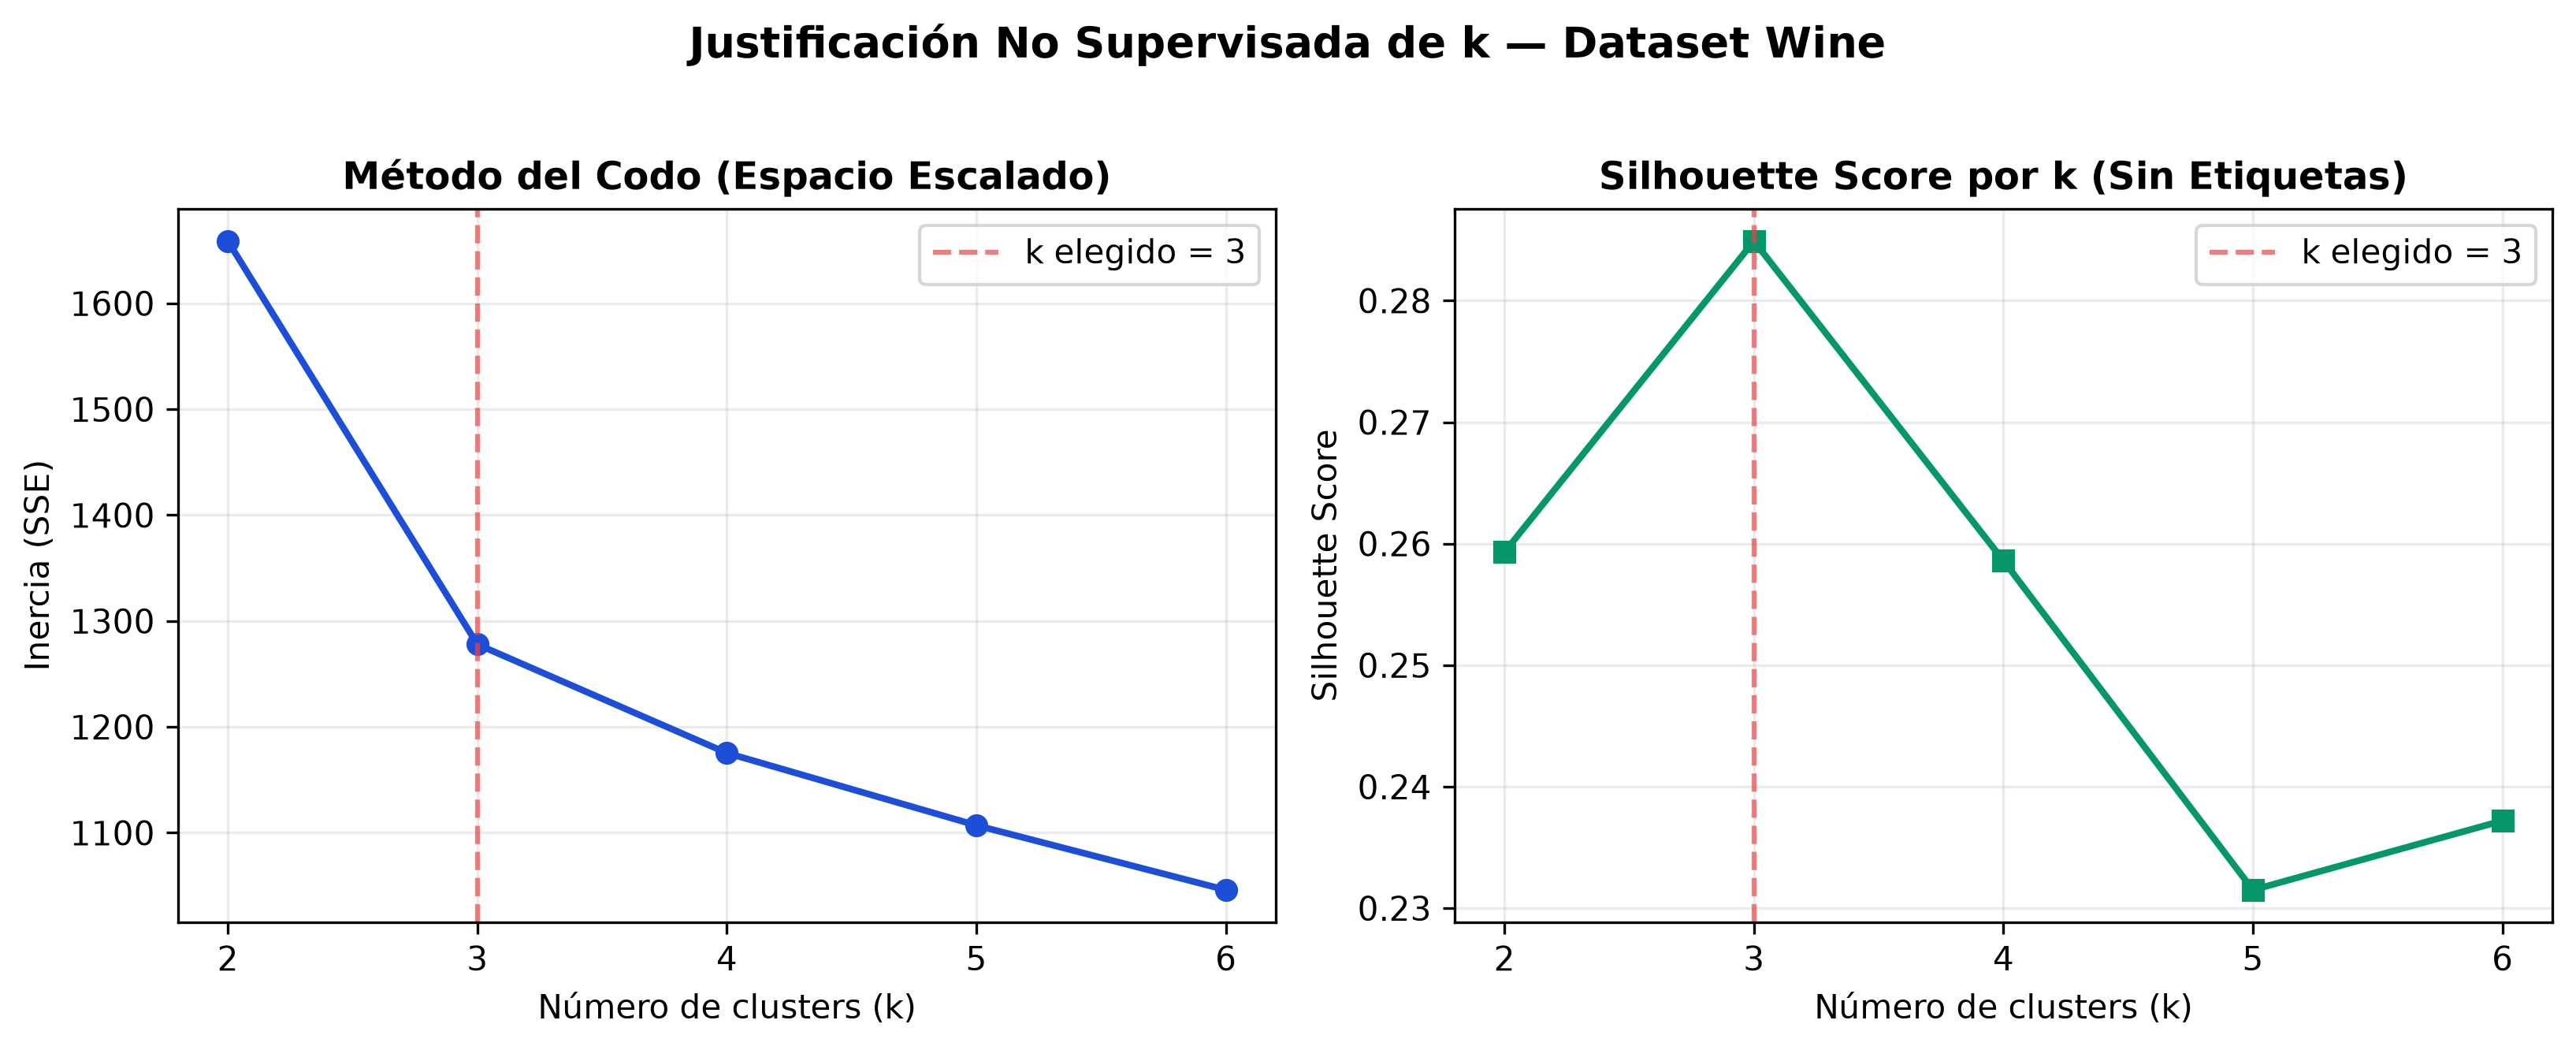 Justificación No Supervisada de k — Dataset Wine
Método del Codo (Espacio Escalado)
k elegido = 3
Inercia (SSE)
1600
1500
1400
1300
1200
1100
2 3 4 5 6
Número de clusters (k)
Silhouette Score por k (Sin Etiquetas)
k elegido = 3
Silhouette Score
0.28
0.27
0.26
0.25
0.24
0.23
2 3 4 5 6
Número de clusters (k)